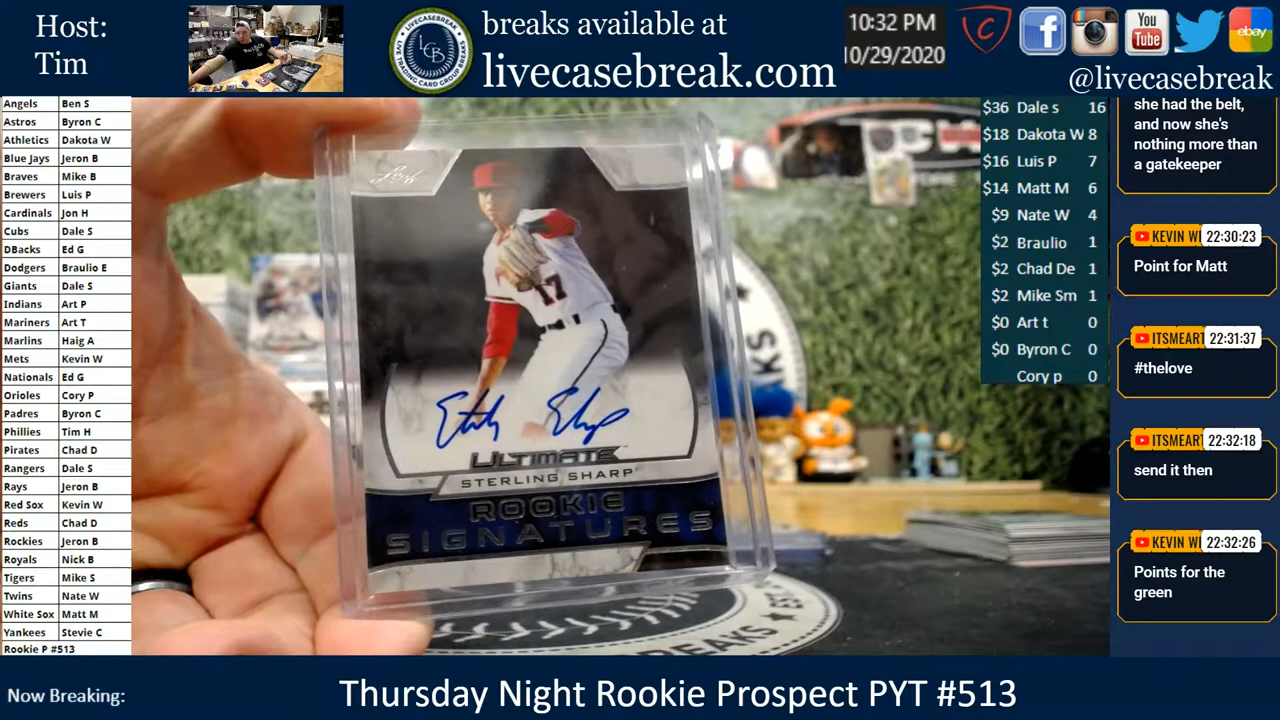 Host:
Tim
breaks available at
livecasebreak.com
10:32 PM
10/29/2020
You
Tube
ebay
@livecasebreak
LCB
Angels Ben S
Astros Byron C
Athletics Dakota W
Blue Jays Jeron B
Braves Mike B
Brewers Luis P
Cardinals Jon H
Cubs Dale S
DBacks Ed G
Dodgers Braulio E
Giants Dale S
Indians Art P
Mariners Art T
Marlins Haig A
Mets Kevin W
Nationals Ed G
Orioles Cory P
Padres Byron C
Phillies Tim H
Pirates Chad D
Rangers Dale S
Rays Jeron B
Red Sox Kevin W
Reds Chad D
Rockies Jeron B
Royals Nick B
Tigers Mike S
Twins Nate W
White Sox Matt M
Yankees Stevie C
Rookie P #513
Leaf
17
ULTIMATE
STERLING SHARP
ROOKIE
SIGNATURES
$36 Dale s 16
$18 Dakota W 8
$16 Luis P 7
$14 Matt M 6
$9 Nate W 4
$2 Braulio 1
$2 Chad De 1
$2 Mike Sm 1
$0 Art t 0
$0 Byron C 0
Cory p 0
she had the belt,
and now she's
nothing more than
a gatekeeper
KEVIN WI 22:30:23
Point for Matt
ITSMEART 22:31:37
#thelove
ITSMEART 22:32:18
send it then
KEVIN WI 22:32:26
Points for the
green
Now Breaking:
Thursday Night Rookie Prospect PYT #513